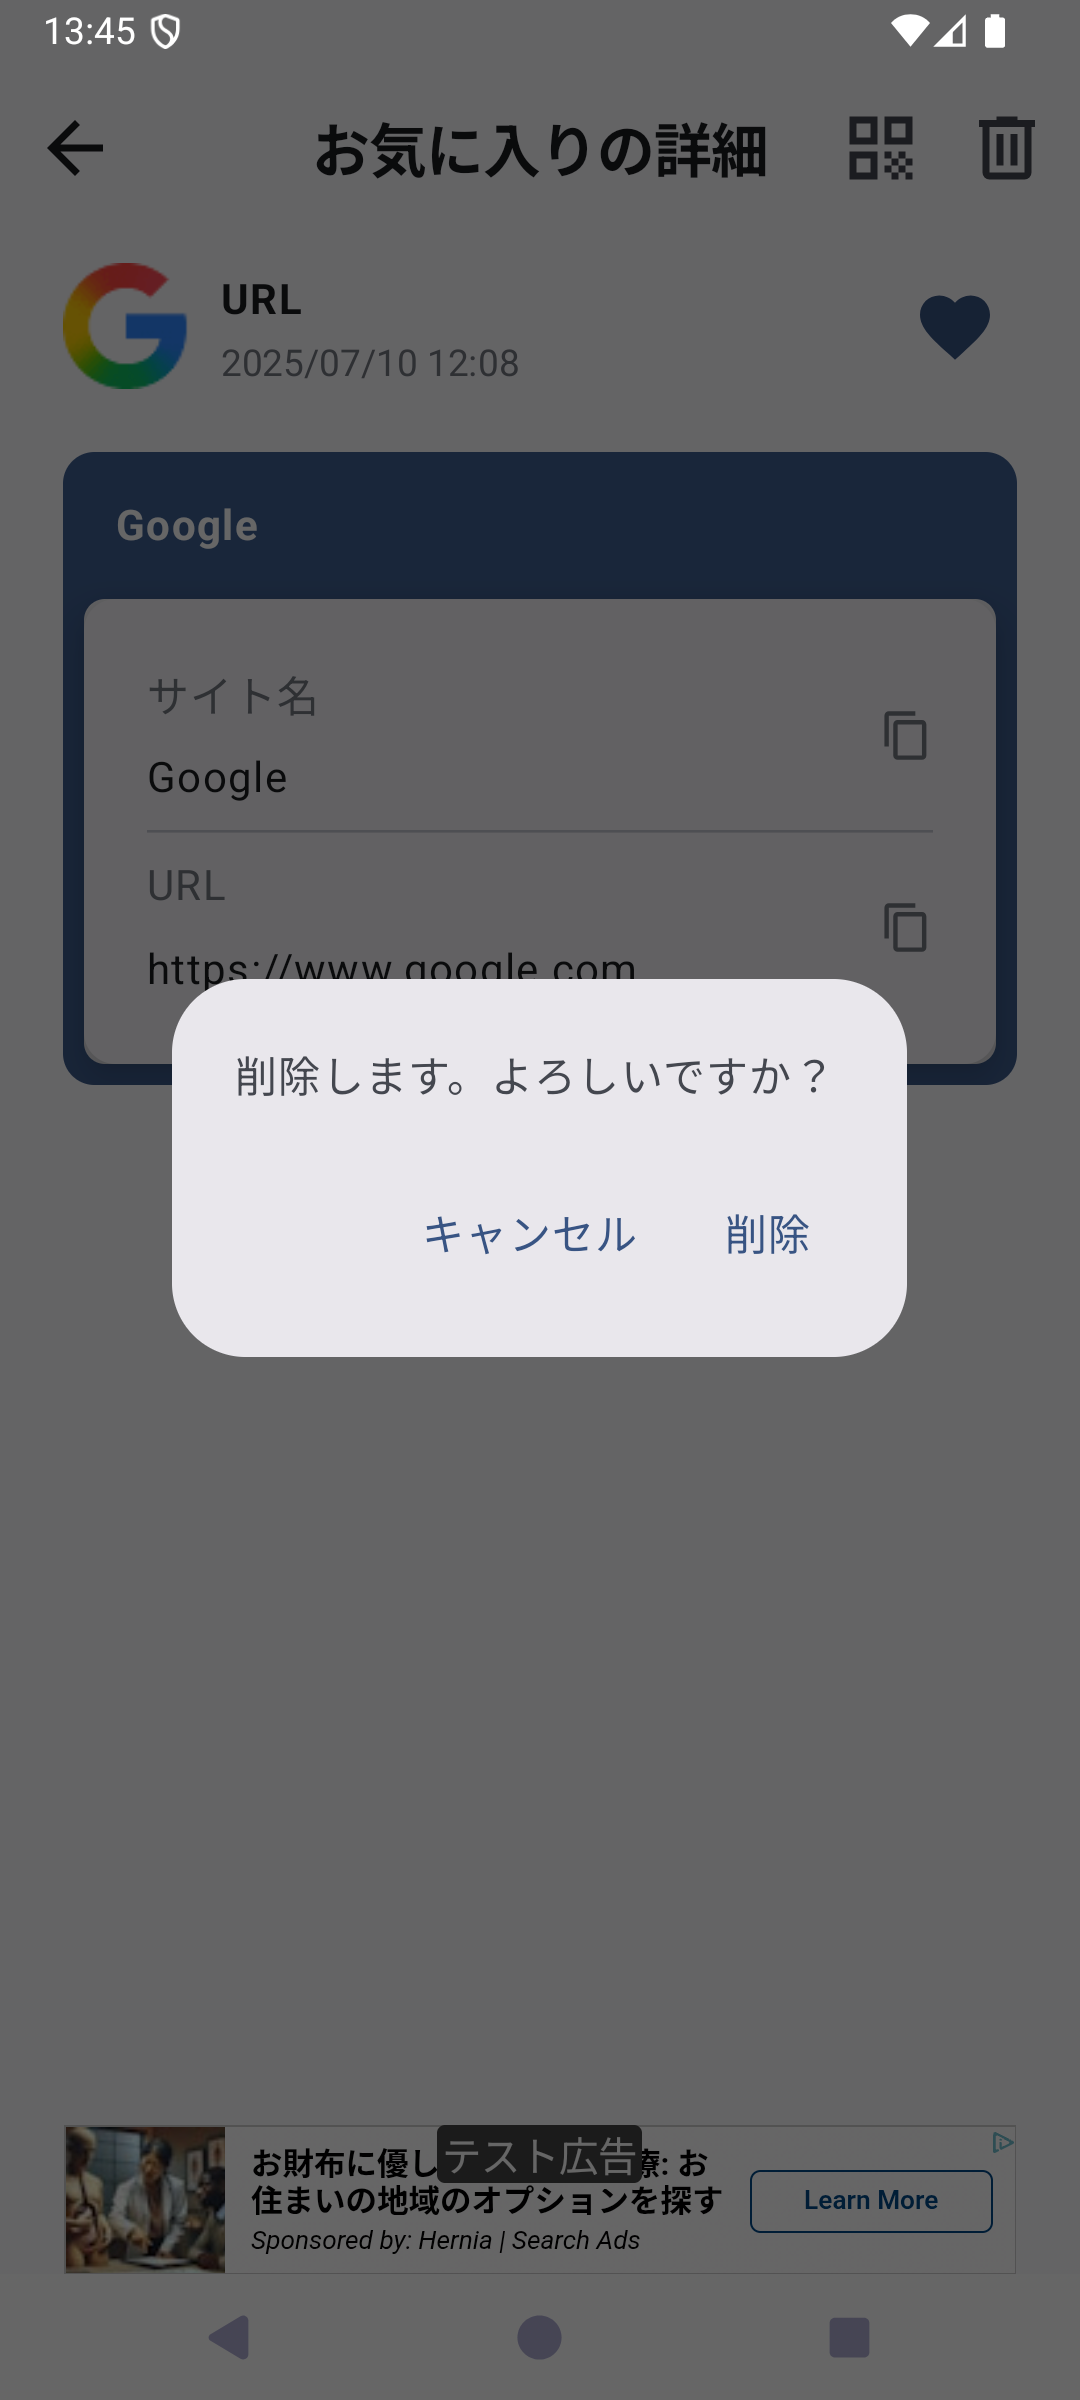 13:45
お気に入りの詳細
URL
2025/07/10 12:08
Google
サイト名
Google
URL
https://www.google.com
削除します。よろしいですか？
キャンセル 削除
テスト広告
お財布に優し 療: お
住まいの地域のオプションを探す
Sponsored by: Hernia | Search Ads
Learn More